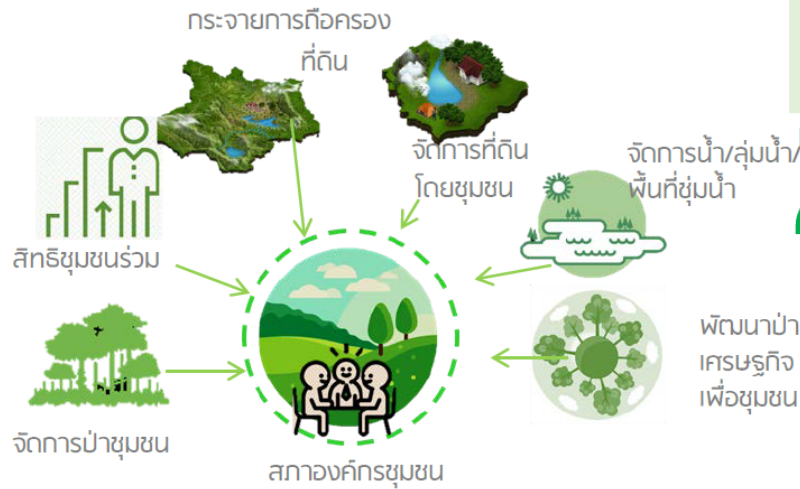 กระจายการถือครอง
ที่ดิน
จัดการที่ดิน
โดยชุมชน
จัดการน้ำ/ลุ่มน้ำ/
พื้นที่ชุ่มน้ำ
สิทธิชุมชนร่วม
พัฒนาป่า
เศรษฐกิจ
เพื่อชุมชน
จัดการป่าชุมชน
สภาองค์กรชุมชน